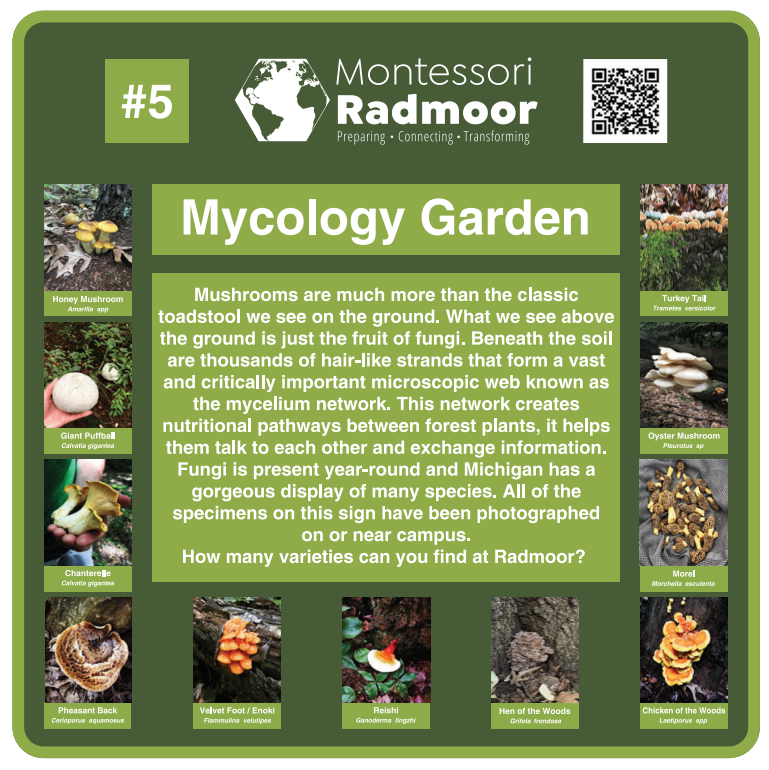 #5
Montessori
Radmoor
Preparing • Connecting • Transforming
Mycology Garden
Mushrooms are much more than the classic
toadstool we see on the ground. What we see above
the ground is just the fruit of fungi. Beneath the soil
are thousands of hair-like strands that form a vast
and critically important microscopic web known as
the mycelium network. This network creates
nutritional pathways between forest plants, it helps
them talk to each other and exchange information.
Fungi is present year-round and Michigan has a
gorgeous display of many species. All of the
specimens on this sign have been photographed
on or near campus.
How many varieties can you find at Radmoor?
Honey Mushroom
Amarilla spp
Giant Puffball
Calvatia gigantea
Chanterelle
Calvatia gigantea
Pheasant Back
Cerioporus squamosus
Velvet Foot / Enoki
Flammulina velutipes
Reishi
Ganoderma lingzhi
Hen of the Woods
Grifola frondosa
Chicken of the Woods
Laetiporus spp
Turkey Tail
Trametes versicolor
Oyster Mushroom
Pleurotus sp
Morel
Morchella esculenta